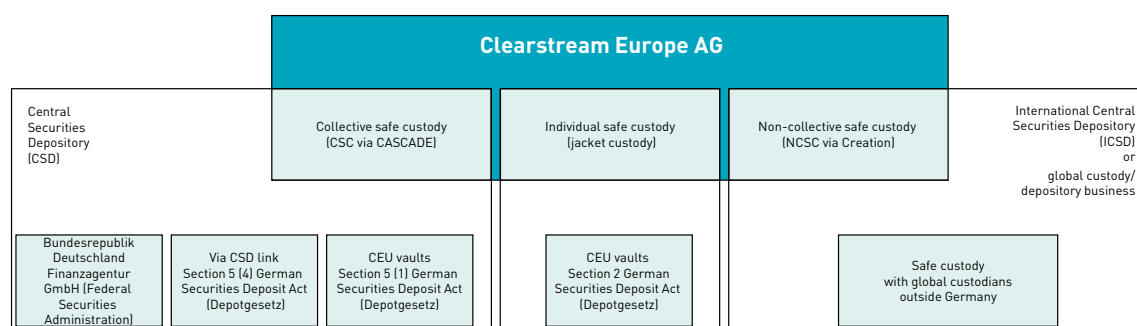 Clearstream Europe AG
Central
Securities
Depository
(CSD)
Collective safe custody
(CSC via CASCADE)
Individual safe custody
(jacket custody)
Non-collective safe custody
(NCSC via Creation)
International Central
Securities Depository
(ICSD)
or
global custody/
depository business
Bundesrepublik
Deutschland
Finanzagentur
GmbH (Federal
Securities
Administration)
Via CSD link
Section 5 (4) German
Securities Deposit Act
(Depotgesetz)
CEU vaults
Section 5 (1) German
Securities Deposit Act
(Depotgesetz)
CEU vaults
Section 2 German
Securities Deposit Act
(Depotgesetz)
Safe custody
with global custodians
outside Germany